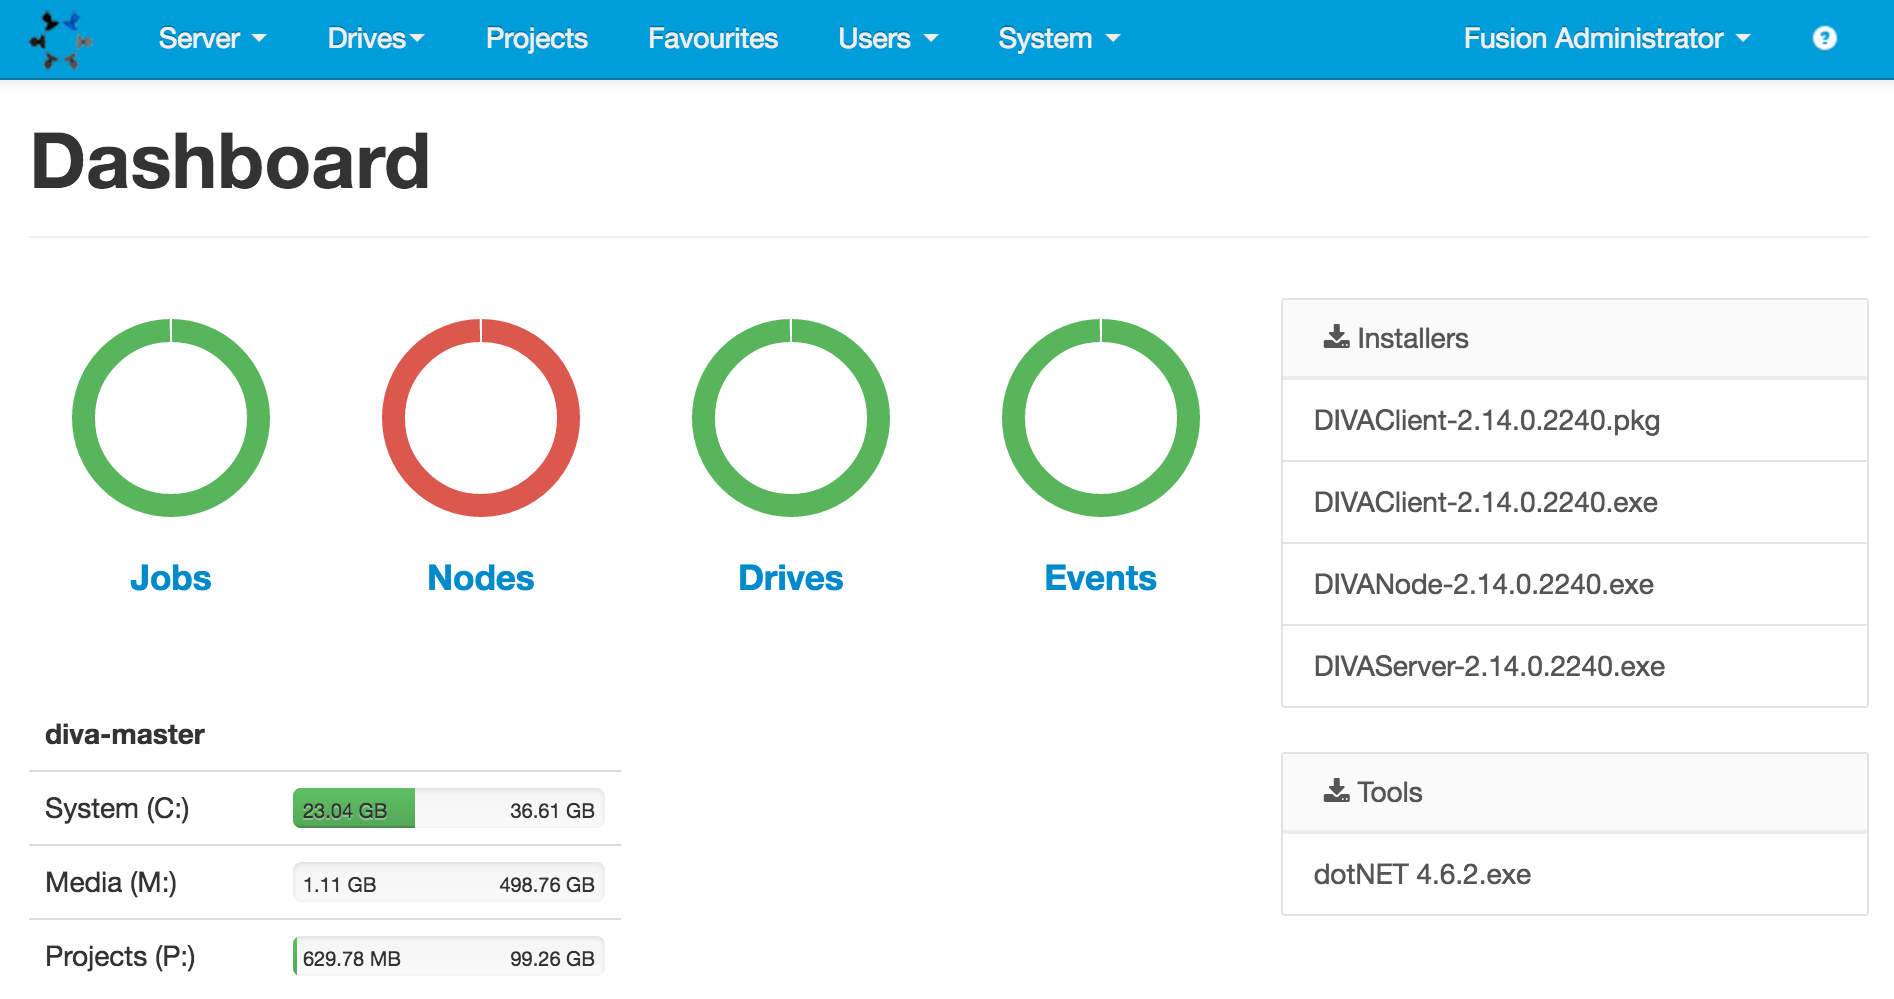 Server Drives Projects Favourites Users System Fusion Administrator ?
Dashboard
Jobs Nodes Drives Events
Installers
DIVAClient-2.14.0.2240.pkg
DIVAClient-2.14.0.2240.exe
DIVANode-2.14.0.2240.exe
DIVAServer-2.14.0.2240.exe
diva-master
System (C:) 23.04 GB 36.61 GB
Media (M:) 1.11 GB 498.76 GB
Projects (P:) 629.78 MB 99.26 GB
Tools
dotNET 4.6.2.exe